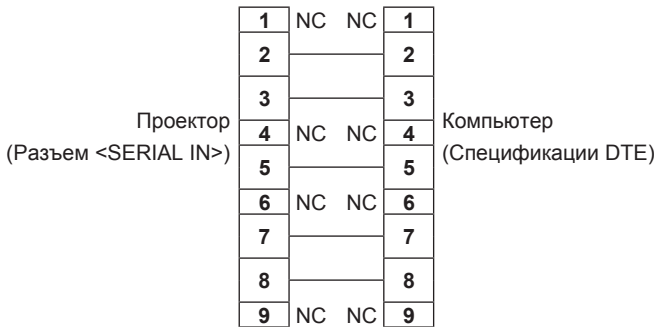 1 NC NC 1
2 2
3 3
Проектор
(Разъем <SERIAL IN>)
4 NC NC 4
Компьютер
(Спецификации DTE)
5 5
6 NC NC 6
7 7
8 8
9 NC NC 9